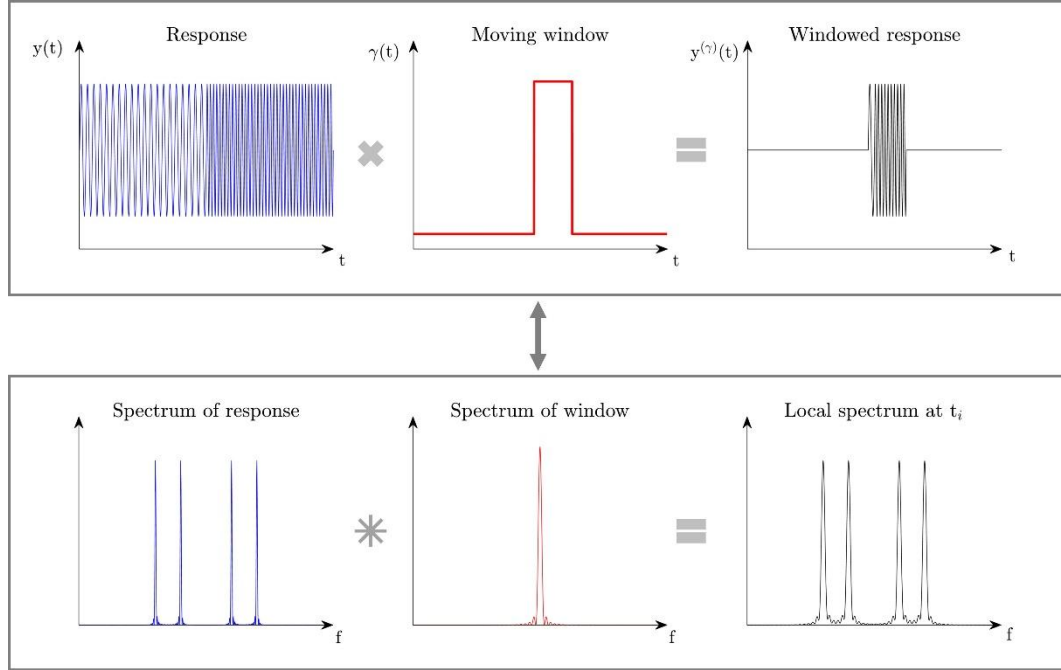 Response
Moving window
Windowed response
y(t)
γ(t)
y^(γ)(t)
t
t
t
Spectrum of response
Spectrum of window
Local spectrum at t_i
f
f
f